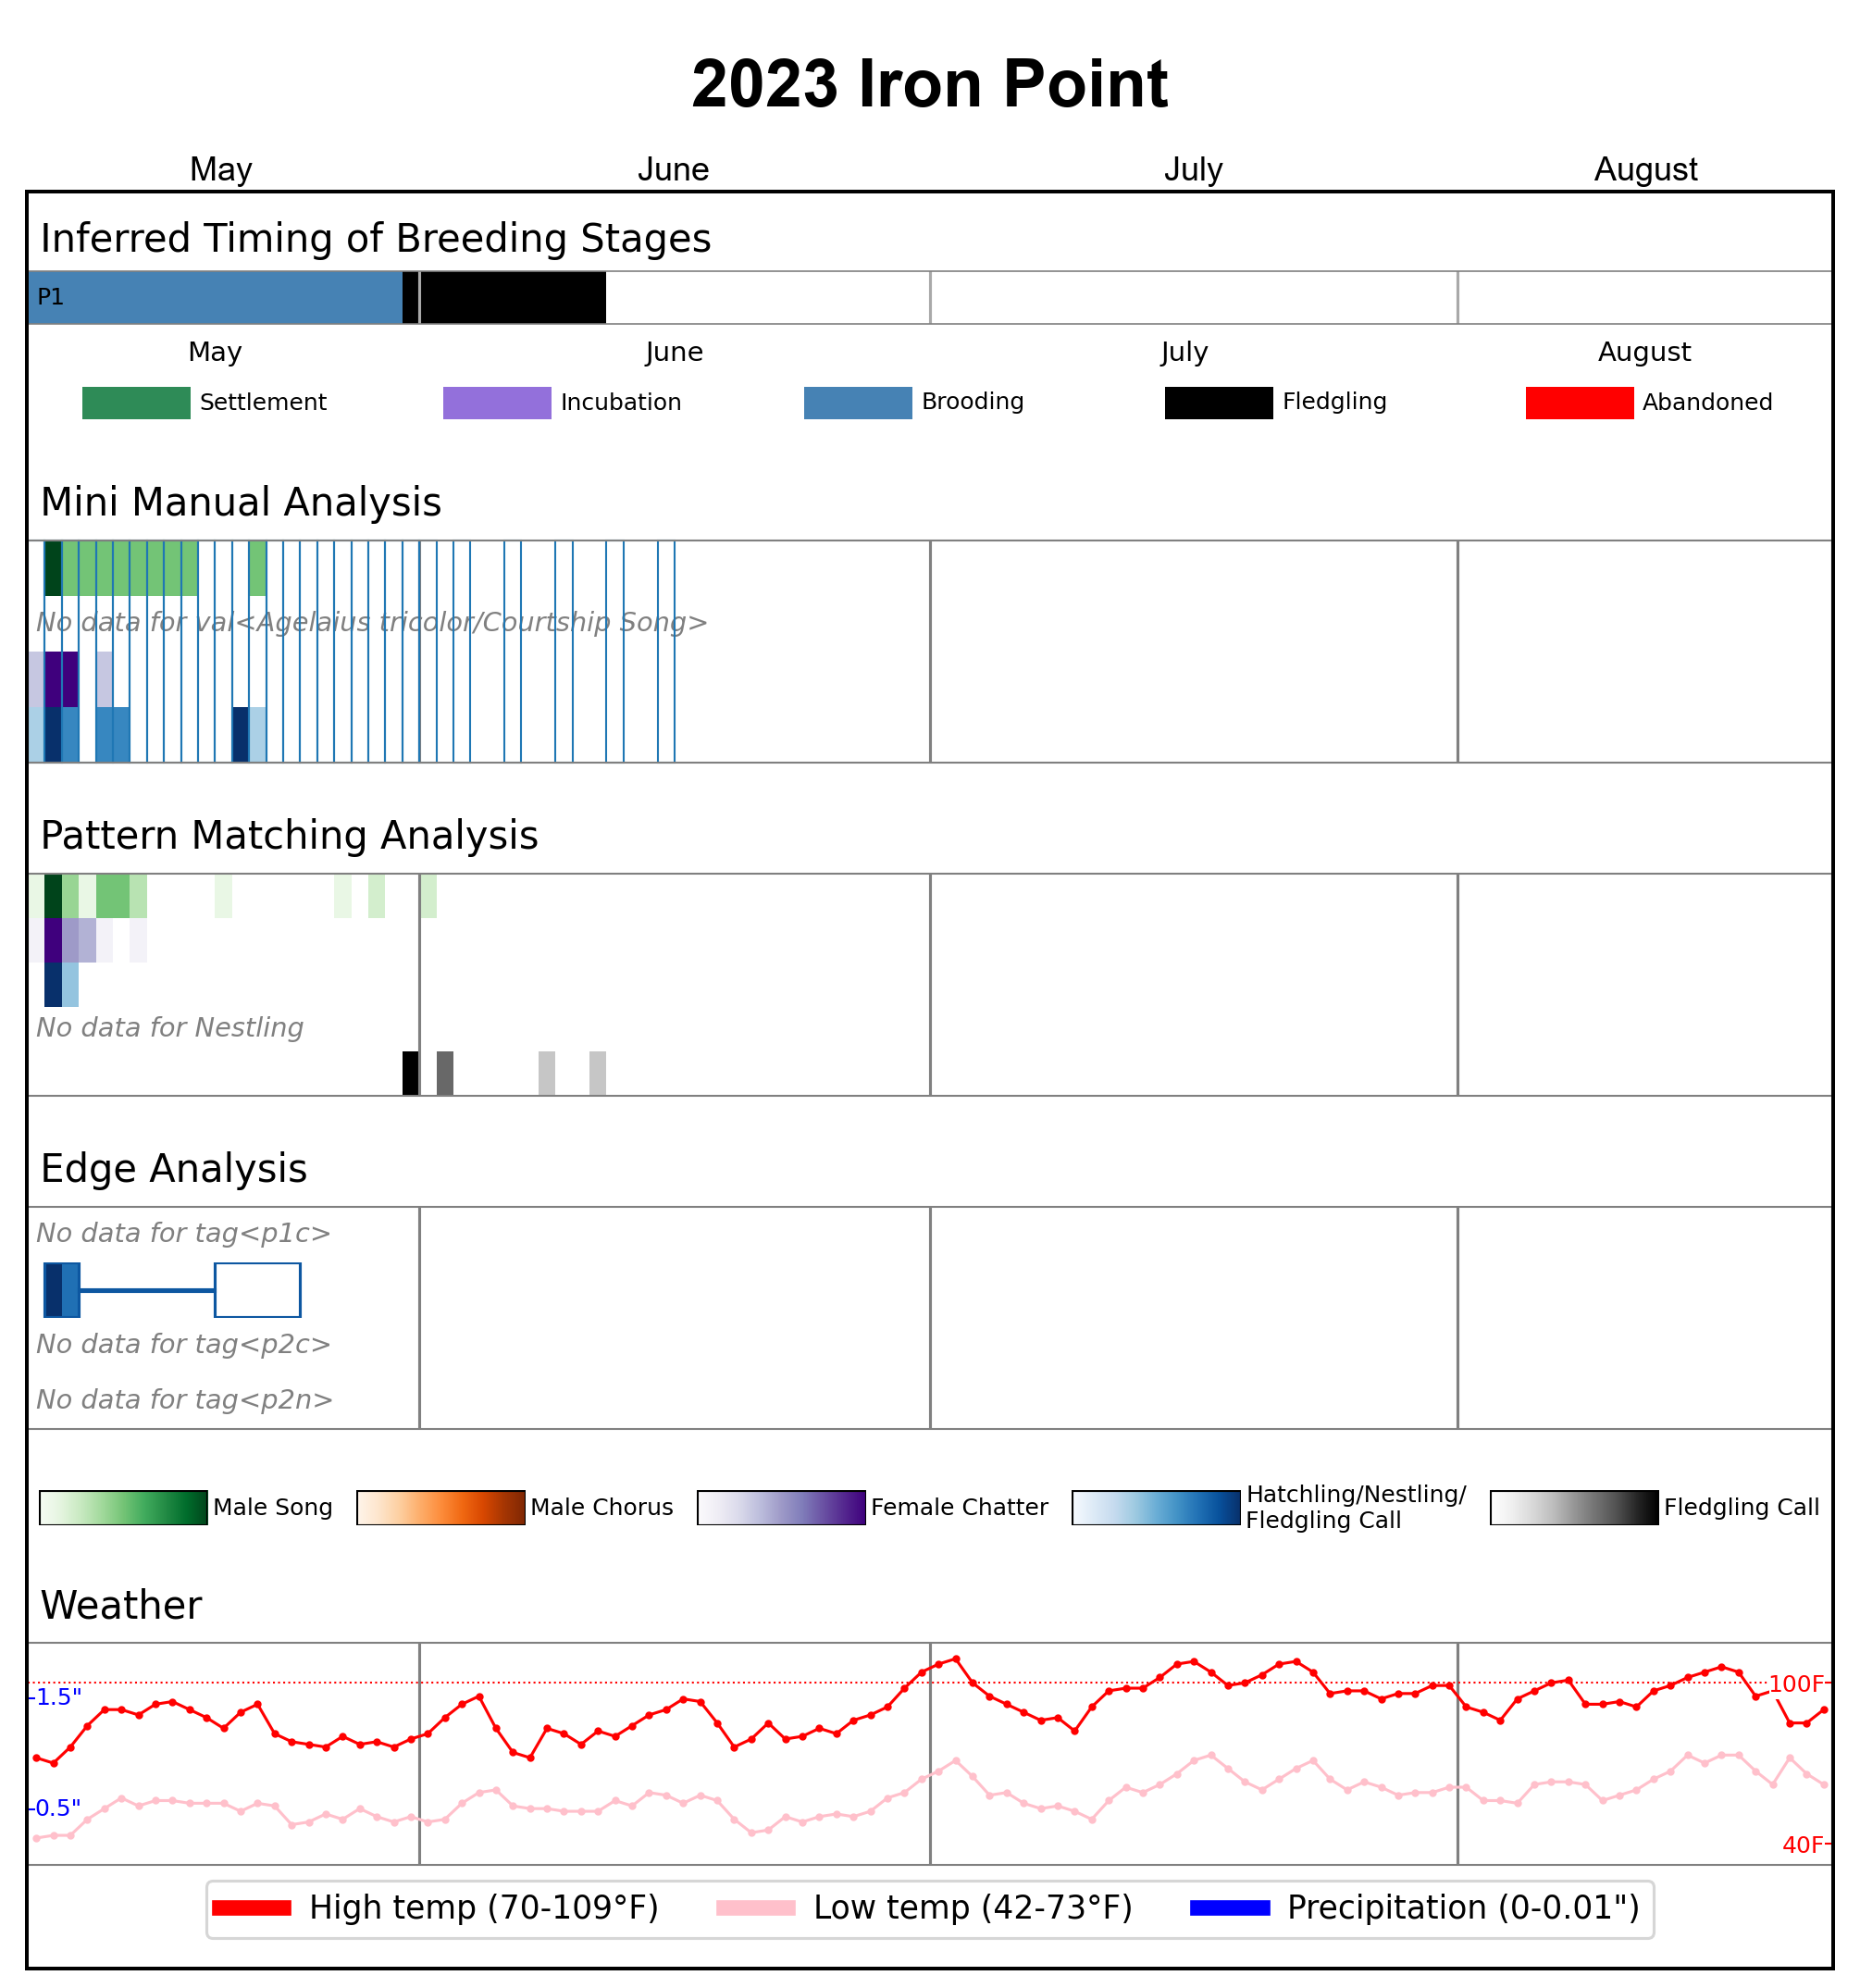 2023 Iron Point
May June July August
Inferred Timing of Breeding Stages
P1
May June July August
Settlement Incubation Brooding Fledgling Abandoned
Mini Manual Analysis
No data for val<Agelaius tricolor/Courtship Song>
Pattern Matching Analysis
No data for Nestling
Edge Analysis
No data for tag<p1c>
No data for tag<p2c>
No data for tag<p2n>
Male Song Male Chorus Female Chatter Hatchling/Nestling/
Fledgling Call Fledgling Call
Weather
100F
1.5"
0.5"
40F
High temp (70-109°F) Low temp (42-73°F) Precipitation (0-0.01")